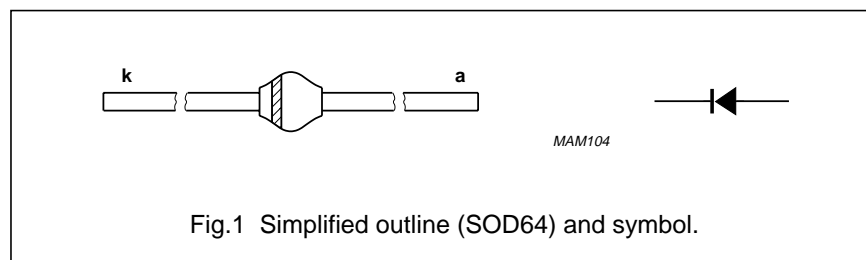 k
a
MAM104
Fig.1 Simplified outline (SOD64) and symbol.